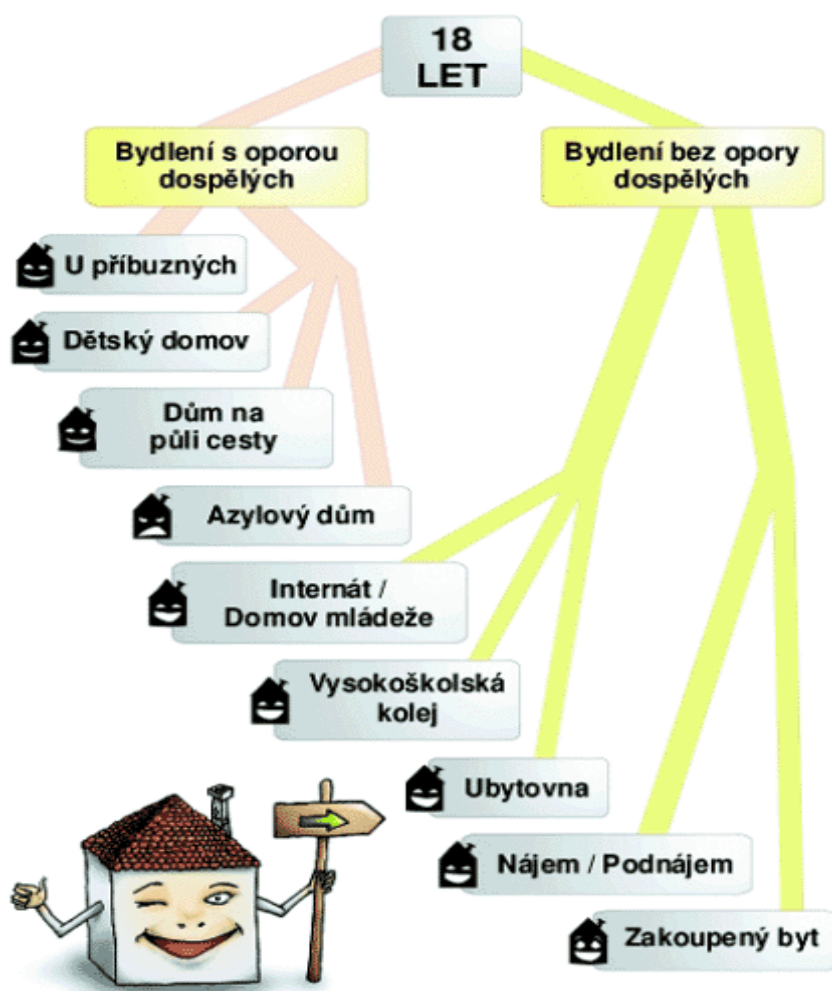 18
LET
Bydlení s oporou
dospělých
Bydlení bez opory
dospělých
U příbuzných
Dětský domov
Dům na
půli cesty
Azylový dům
Internát /
Domov mládeže
Vysokoškolská
kolej
Ubytovna
Nájem / Podnájem
Zakoupený byt